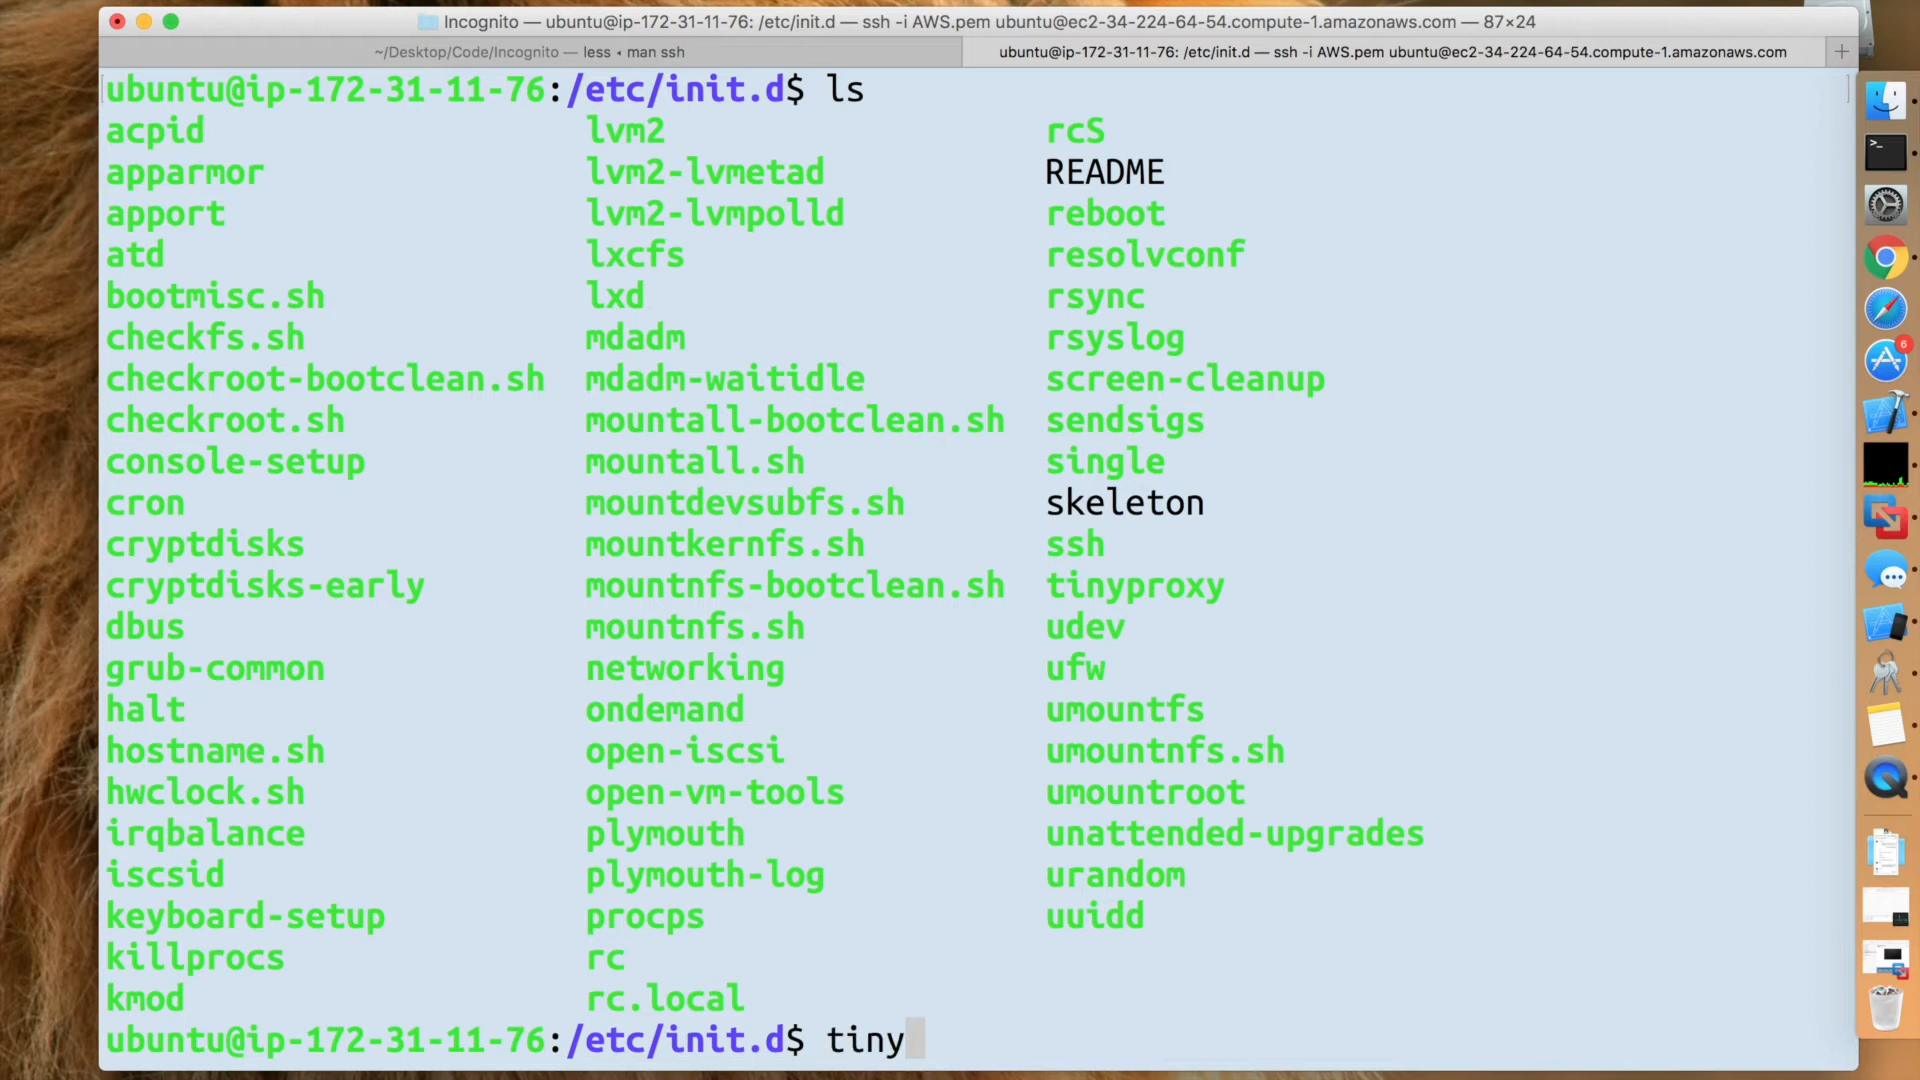 Incognito — ubuntu@ip-172-31-11-76: /etc/init.d — ssh -i AWS.pem ubuntu@ec2-34-224-64-54.compute-1.amazonaws.com — 87×24
~/Desktop/Code/Incognito — less ◂ man ssh ubuntu@ip-172-31-11-76: /etc/init.d — ssh -i AWS.pem ubuntu@ec2-34-224-64-54.compute-1.amazonaws.com +
ubuntu@ip-172-31-11-76:/etc/init.d$ ls
acpid lvm2 rcS
apparmor lvm2-lvmetad README
apport lvm2-lvmpolld reboot
atd lxcfs resolvconf
bootmisc.sh lxd rsync
checkfs.sh mdadm rsyslog
checkroot-bootclean.sh mdadm-waitidle screen-cleanup
checkroot.sh mountall-bootclean.sh sendsigs
console-setup mountall.sh single
cron mountdevsubfs.sh skeleton
cryptdisks mountkernfs.sh ssh
cryptdisks-early mountnfs-bootclean.sh tinyproxy
dbus mountnfs.sh udev
grub-common networking ufw
halt ondemand umountfs
hostname.sh open-iscsi umountnfs.sh
hwclock.sh open-vm-tools umountroot
irqbalance plymouth unattended-upgrades
iscsid plymouth-log urandom
keyboard-setup procps uuidd
killprocs rc
kmod rc.local
ubuntu@ip-172-31-11-76:/etc/init.d$ tiny
6